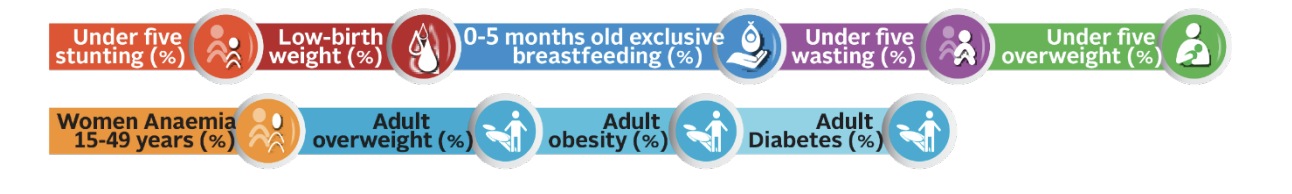 Under five
stunting (%)
Low-birth
weight (%)
0-5 months old exclusive
breastfeeding (%)
Under five
wasting (%)
Under five
overweight (%)
Women Anaemia
15-49 years (%)
Adult
overweight (%)
Adult
obesity (%)
Adult
Diabetes (%)